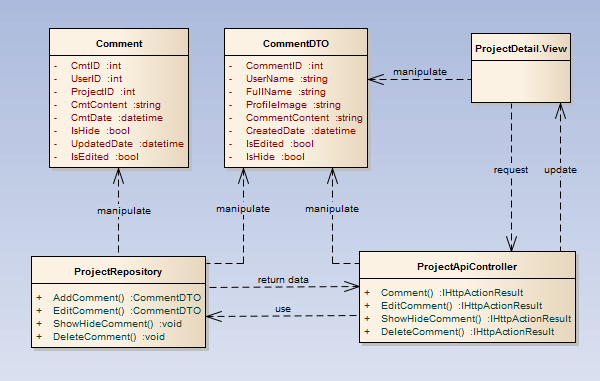 Comment
- CmtID :int
- UserID :int
- ProjectID :int
- CmtContent :string
- CmtDate :datetime
- IsHide :bool
- UpdatedDate :datetime
- IsEdited :bool
CommentDTO
- CommentID :int
- UserName :string
- FullName :string
- ProfileImage :string
- CommentContent :string
- CreatedDate :datetime
- IsEdited :bool
- IsHide :bool
ProjectDetail.View
manipulate
request
update
manipulate
manipulate
manipulate
ProjectRepository
+ AddComment() :CommentDTO
+ EditComment() :CommentDTO
+ ShowHideComment() :void
+ DeleteComment() :void
return data
use
ProjectApiController
+ Comment() :IHttpActionResult
+ EditComment() :IHttpActionResult
+ ShowHideComment() :IHttpActionResult
+ DeleteComment() :IHttpActionResult